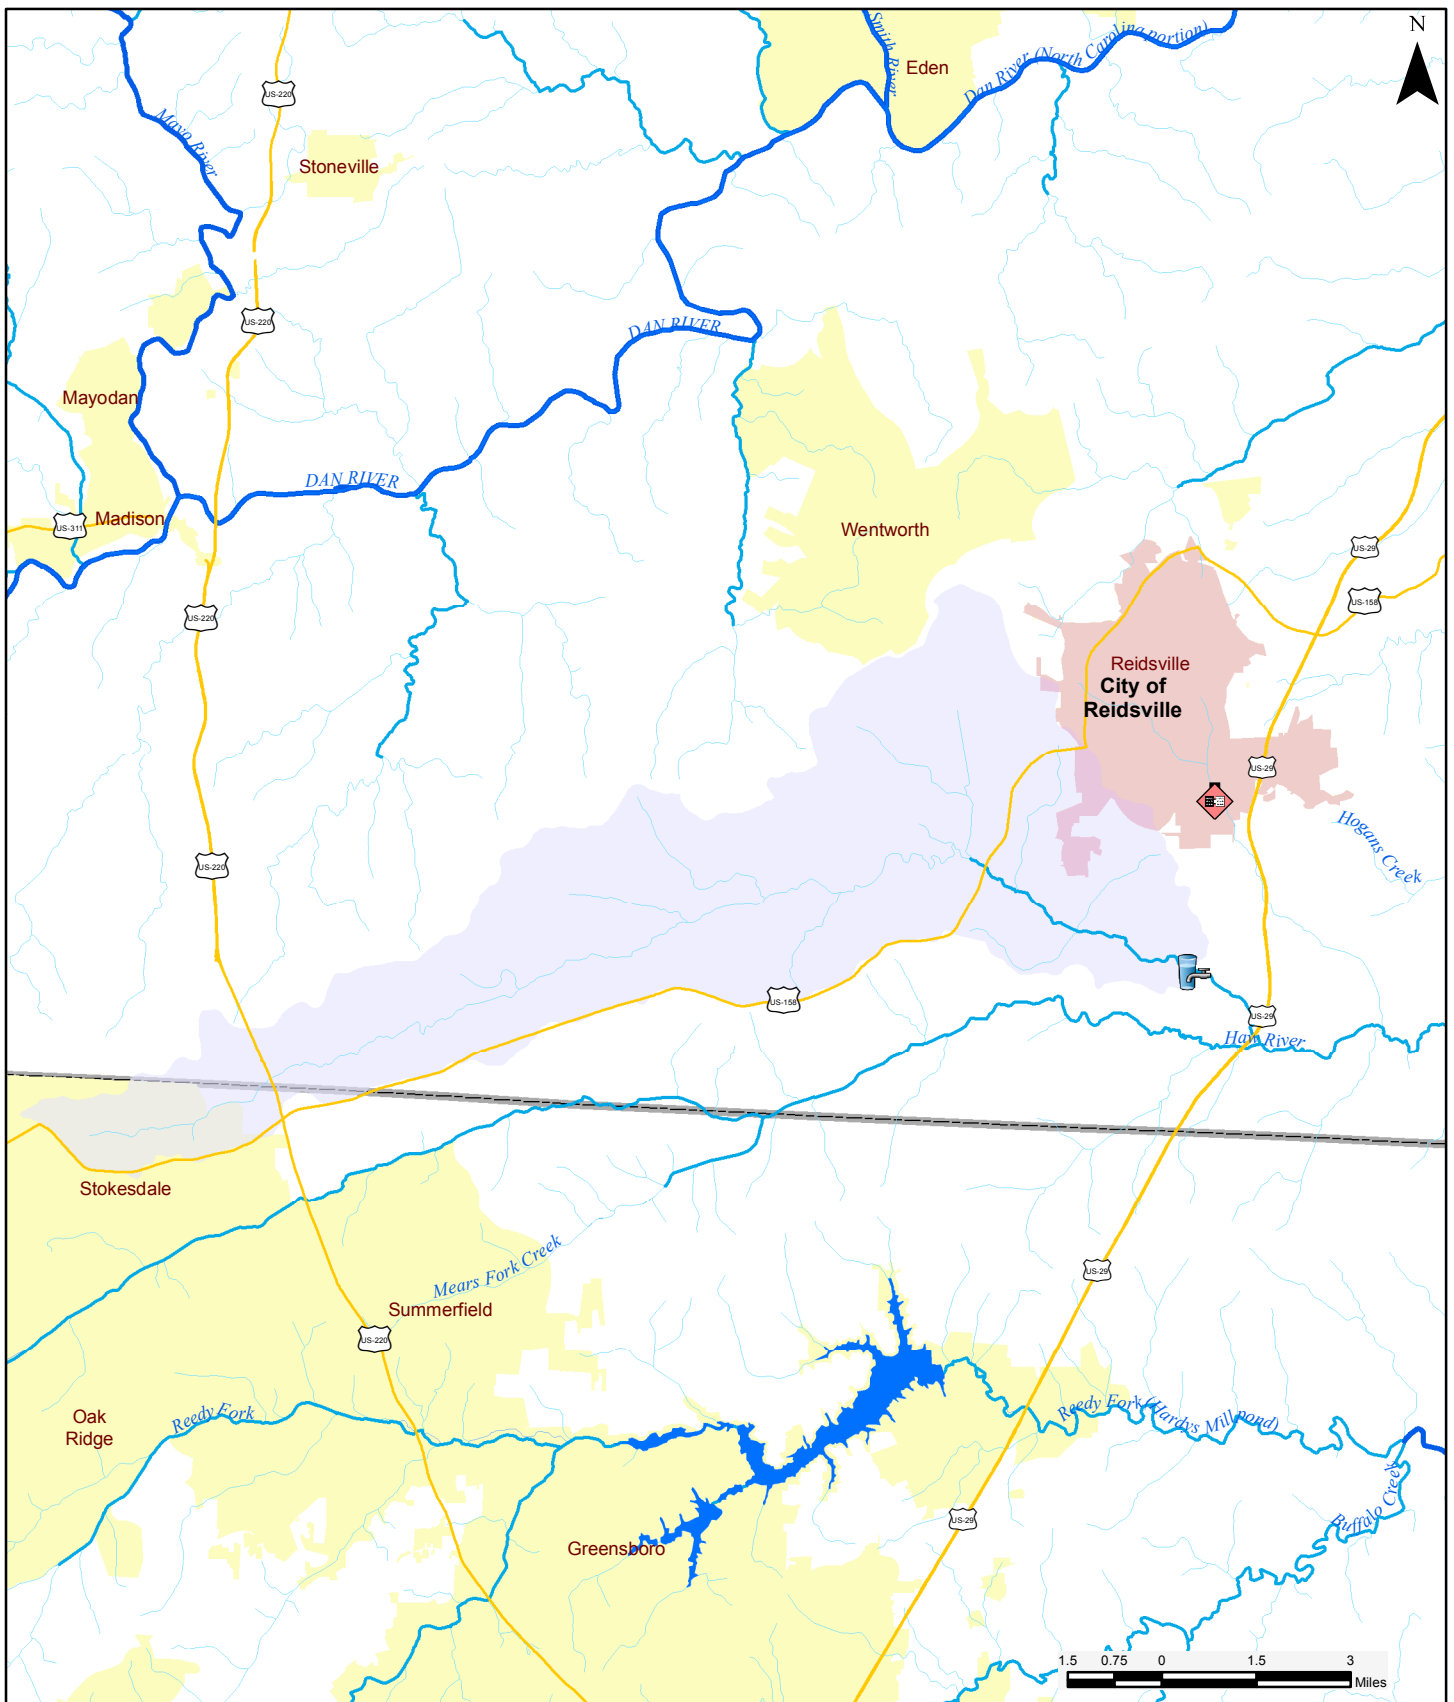 N
Smith River
Eden
Dan River (North Carolina portion)
US-220
Mayo River
Stoneville
US-220
DAN RIVER
Mayodan
DAN RIVER
Madison
US-311
Wentworth
US-29
US-158
US-220
Reidsville
City of
Reidsville
US-29
Hogans Creek
US-220
US-158
US-29
Haw River
Stokesdale
Mears Fork Creek
US-29
Summerfield
US-220
Oak
Ridge
Reedy Fork
Reedy Fork (Hardys Mill pond)
Buffalo Creek
US-29
Greensboro
1.5 0.75 0 1.5 3
Miles